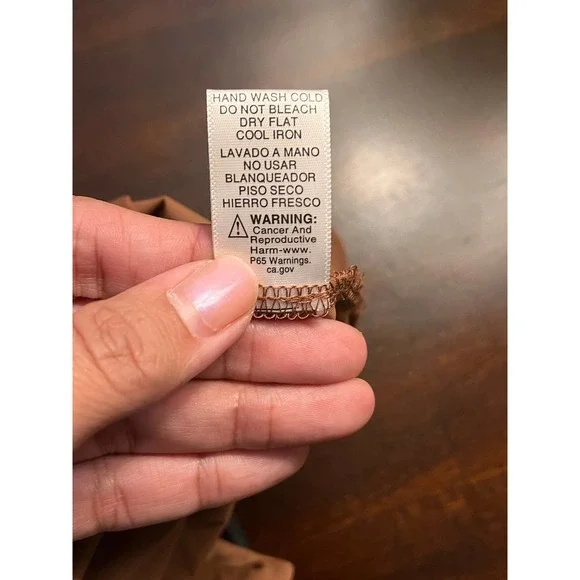 HAND WASH COLD
DO NOT BLEACH
DRY FLAT
COOL IRON
LAVADO A MANO
NO USAR
BLANQUEADOR
PISO SECO
HIERRO FRESCO
WARNING:
Cancer And
Reproductive
Harm-www.
P65 Warnings.
ca.gov